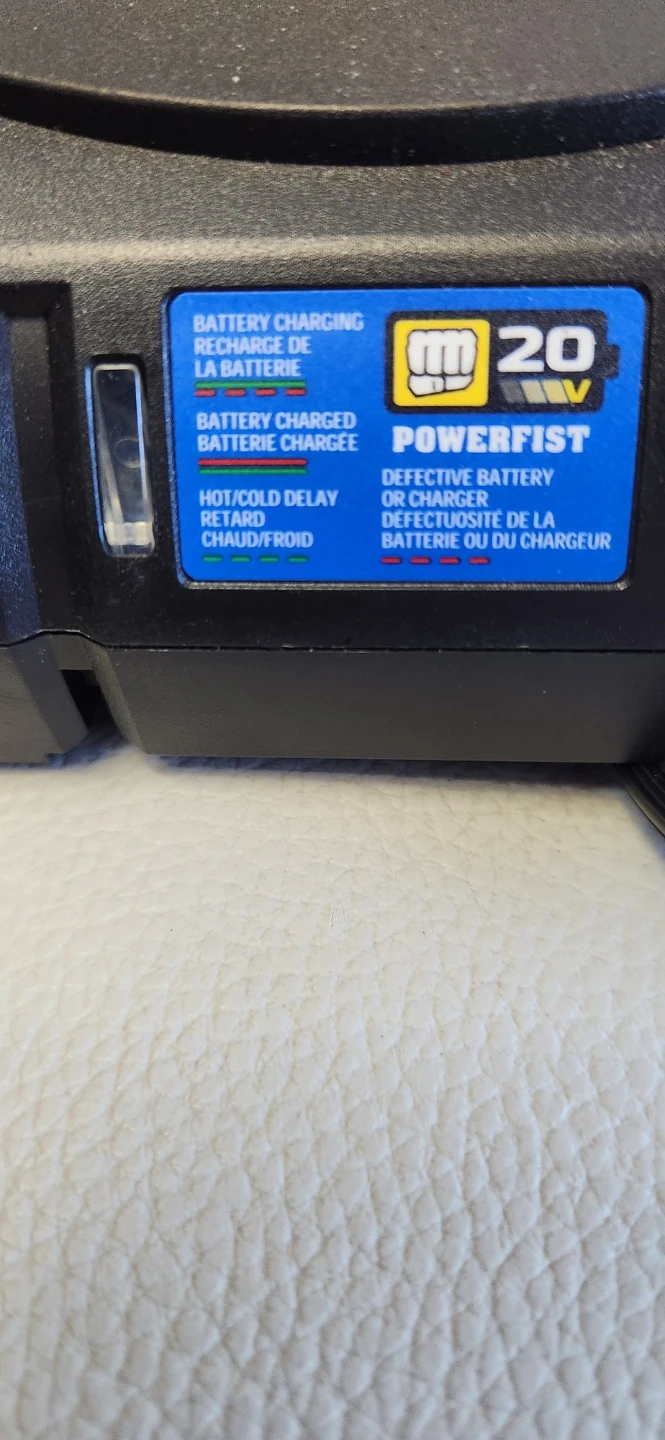 BATTERY CHARGING
RECHARGE DE
LA BATTERIE
BATTERY CHARGED
BATTERIE CHARGÉE
HOT/COLD DELAY
RETARD
CHAUD/FROID
20
V
POWERFIST
DEFECTIVE BATTERY
OR CHARGER
DÉFECTUOSITÉ DE LA
BATTERIE OU DU CHARGEUR